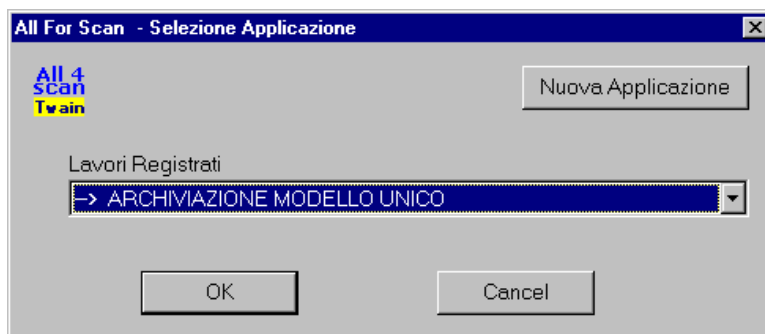 All For Scan  - Selezione Applicazione
All 4
scan
Twain
Nuova Applicazione
Lavori Registrati
--> ARCHIVIAZIONE MODELLO UNICO
OK
Cancel